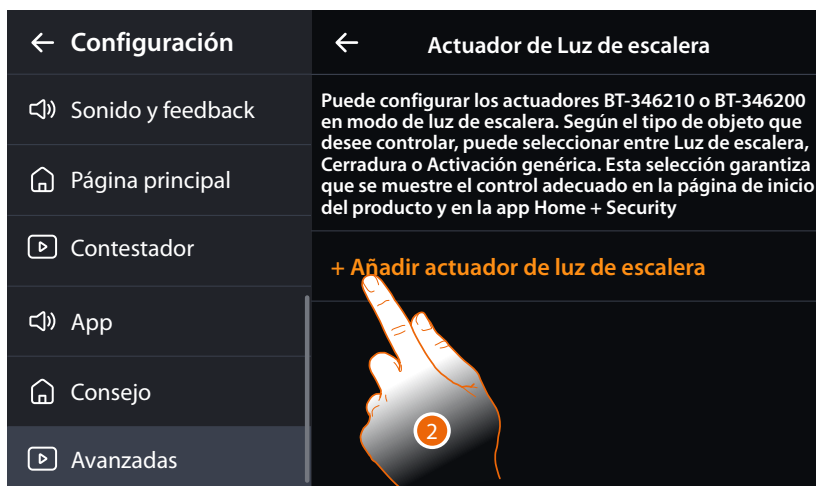 Configuración
Sonido y feedback
Página principal
Contestador
App
Consejo
Avanzadas
Actuador de Luz de escalera
Puede configurar los actuadores BT-346210 o BT-346200
en modo de luz de escalera. Según el tipo de objeto que
desee controlar, puede seleccionar entre Luz de escalera,
Cerradura o Activación genérica. Esta selección garantiza
que se muestre el control adecuado en la página de inicio
del producto y en la app Home + Security
+ Añadir actuador de luz de escalera
2